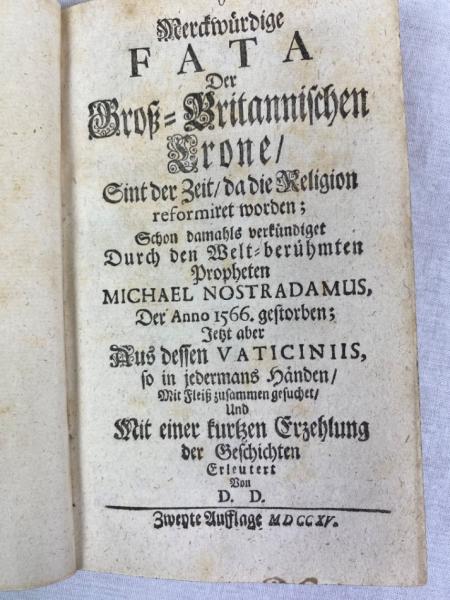 Merckwürdige
FATA
Der
Groß-Britannischen
Crone/
Sint der Zeit/ da die Religion
reformiret worden;
Schon damahls verkündiget
Durch den Welt-berühmten
Propheten
MICHAEL NOSTRADAMUS,
Der Anno 1566. gestorben;
Jetzt aber
Aus dessen VATICINIIS,
so in jedermans Händen/
Mit Fleiß zusammen gesuchet/
Und
Mit einer kurtzen Erzehlung
der Geschichten
Erleutert
Von
D. D.
Zweyte Aufflage MDCCXV.